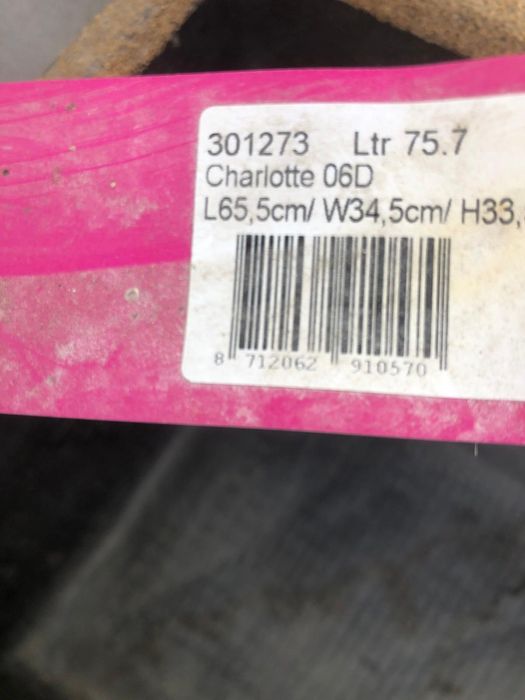 301273 Ltr 75.7
Charlotte 06D
L65,5cm/ W34,5cm/ H33,
8 712062 910570